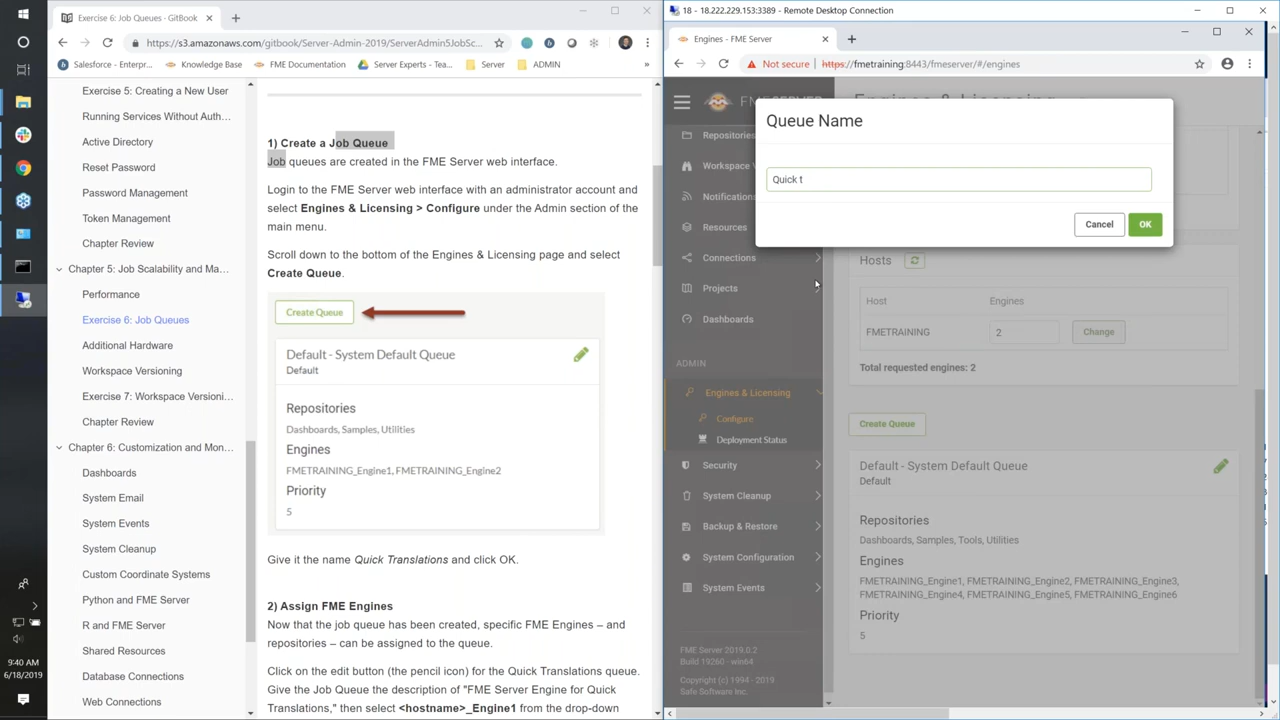 Exercise 6: Job Queues - GitBook
https://s3.amazonaws.com/gitbook/Server-Admin-2019/ServerAdmin5JobSc...
Salesforce - Enterpr...
Knowledge Base
FME Documentation
Server Experts - Tea...
Server
ADMIN
»
Exercise 5: Creating a New User
Running Services Without Auth...
Active Directory
Reset Password
Password Management
Token Management
Chapter Review
Chapter 5: Job Scalability and Ma...
Performance
Exercise 6: Job Queues
Additional Hardware
Workspace Versioning
Exercise 7: Workspace Versioni...
Chapter Review
Chapter 6: Customization and Mon...
Dashboards
System Email
System Events
System Cleanup
Custom Coordinate Systems
Python and FME Server
R and FME Server
Shared Resources
Database Connections
Web Connections
9:40 AM
6/18/2019
1) Create a Job Queue
Job queues are created in the FME Server web interface.
Login to the FME Server web interface with an administrator account and
select Engines & Licensing > Configure under the Admin section of the
main menu.
Scroll down to the bottom of the Engines & Licensing page and select
Create Queue.
Create Queue
Default - System Default Queue
Default
Repositories
Dashboards, Samples, Utilities
Engines
FMETRAINING_Engine1, FMETRAINING_Engine2
Priority
5
Give it the name Quick Translations and click OK.
2) Assign FME Engines
Now that the job queue has been created, specific FME Engines – and
repositories – can be assigned to the queue.
Click the edit button (the pencil icon) for the Quick Translations queue.
Give the Job Queue the description of "FME Server Engine for Quick
Translations," then select <hostname>_Engine1 from the drop-down
18 - 18.222.229.153:3389 - Remote Desktop Connection
Engines - FME Server
Not secure
https://fmetraining:8443/fmeserver/#/engines
Queue Name
Quick t
Cancel
OK
Repositories
Workspace V
Notifications
Resources
Connections
Projects
Dashboards
ADMIN
Engines & Licensing
Configure
Deployment Status
Security
System Cleanup
Backup & Restore
System Configuration
System Events
FME Server 2019.0.2
Build 19260 - win64
Copyright (c) 1994 - 2019
Safe Software Inc.
Hosts
Host Engines
FMETRAINING 2 Change
Total requested engines: 2
Create Queue
Default - System Default Queue
Default
Repositories
Dashboards, Samples, Tools, Utilities
Engines
FMETRAINING_Engine1, FMETRAINING_Engine2, FMETRAINING_Engine3,
FMETRAINING_Engine4, FMETRAINING_Engine5, FMETRAINING_Engine6
Priority
5